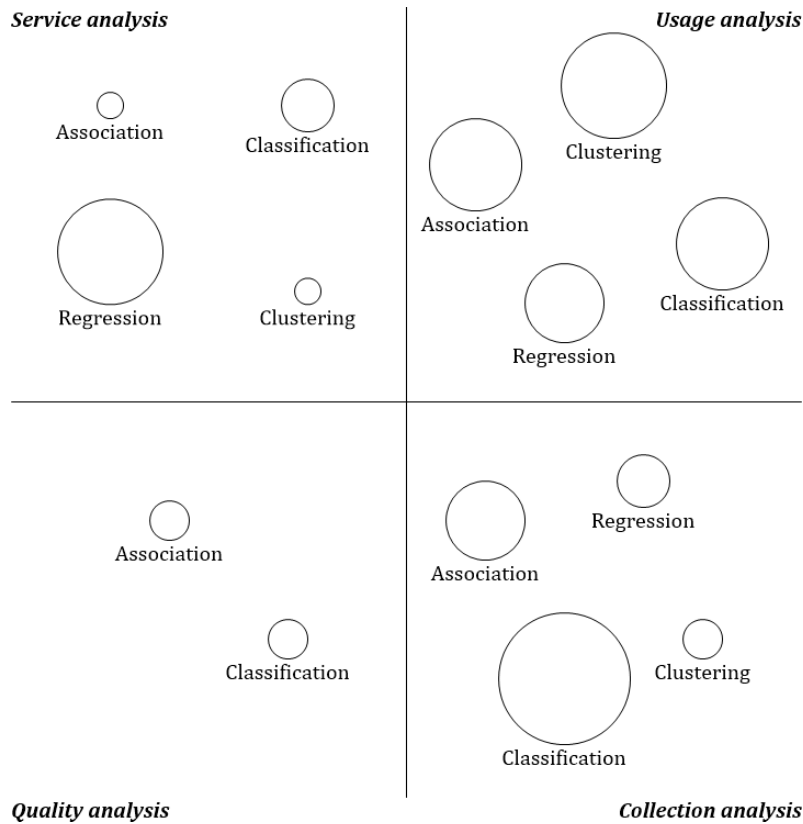 Service analysis
Usage analysis
Association
Classification
Regression
Clustering
Clustering
Association
Classification
Regression
Association
Classification
Regression
Association
Clustering
Classification
Quality analysis
Collection analysis